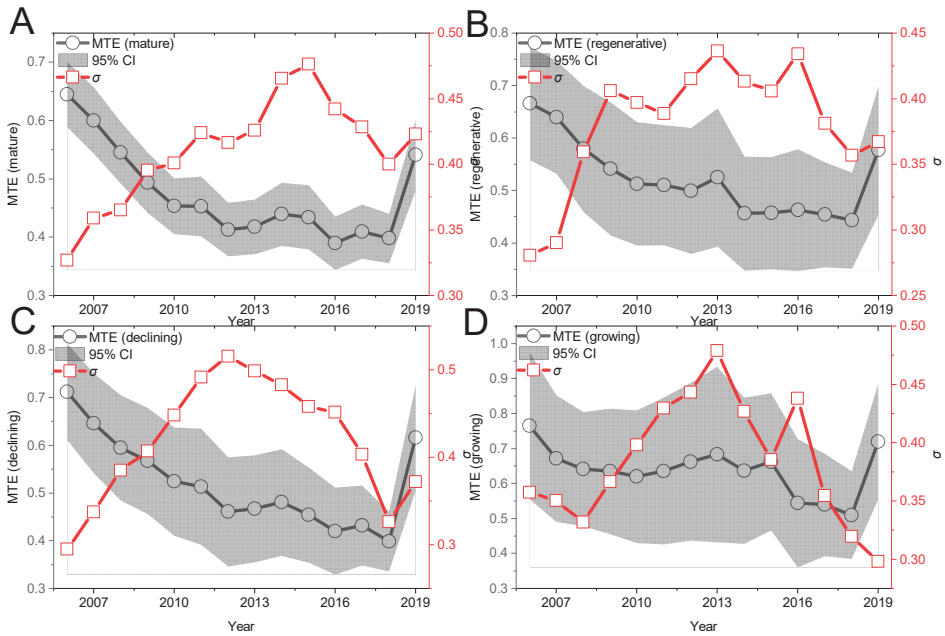 A
MTE (mature)
95% CI
σ
0.7
0.6
0.5
0.4
0.3
MTE (mature)
0.50
0.45
0.40
0.35
0.30
σ
2007
2010
2013
2016
2019
Year
B
MTE (regenerative)
95% CI
σ
0.8
0.7
0.6
0.5
0.4
0.3
MTE (regenerative)
0.45
0.40
0.35
0.30
0.25
σ
2007
2010
2013
2016
2019
Year
C
MTE (declining)
95% CI
σ
0.8
0.7
0.6
0.5
0.4
0.3
MTE (declining)
0.5
0.4
0.3
σ
2007
2010
2013
2016
2019
Year
D
MTE (growing)
95% CI
σ
1.0
0.9
0.8
0.7
0.6
0.5
0.4
0.3
MTE (growing)
0.50
0.45
0.40
0.35
0.30
σ
2007
2010
2013
2016
2019
Year